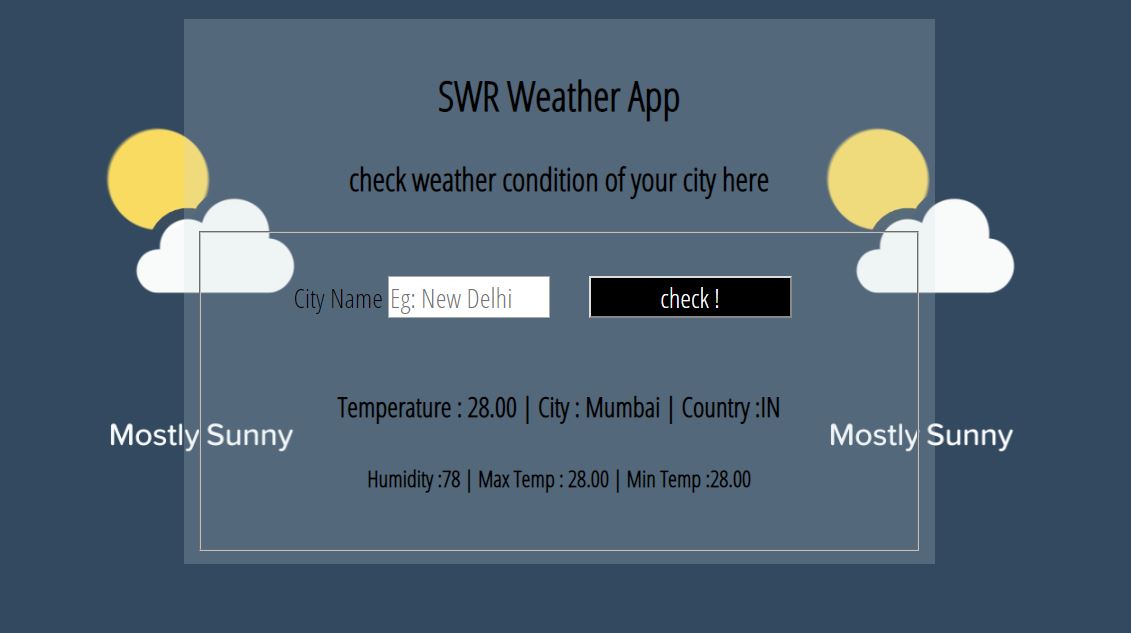 SWR Weather App
check weather condition of your city here
City Name Eg: New Delhi check !
Temperature : 28.00 | City : Mumbai | Country :IN
Mostly Sunny Mostly Sunny
Humidity :78 | Max Temp : 28.00 | Min Temp :28.00